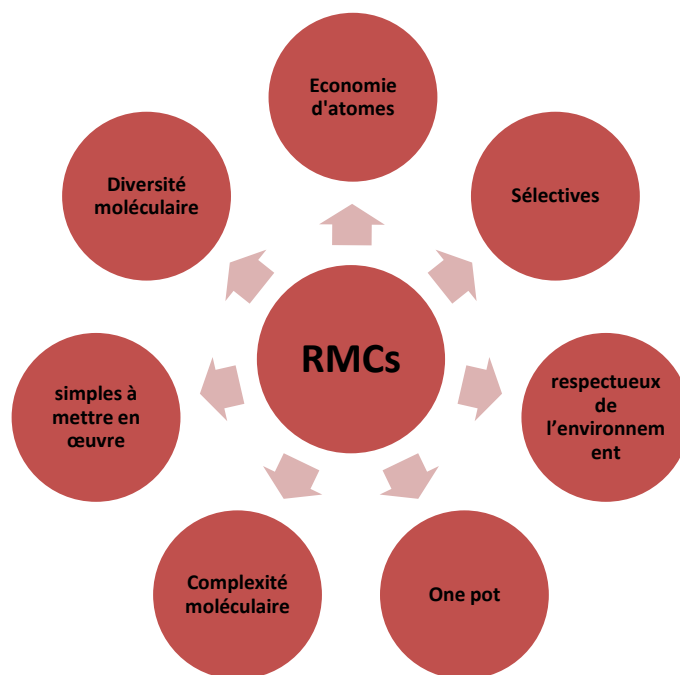 Economie
d'atomes
Sélectives
respectueux
de
l’environnem
ent
One pot
Complexité
moléculaire
simples à
mettre en
œuvre
Diversité
moléculaire
RMCs